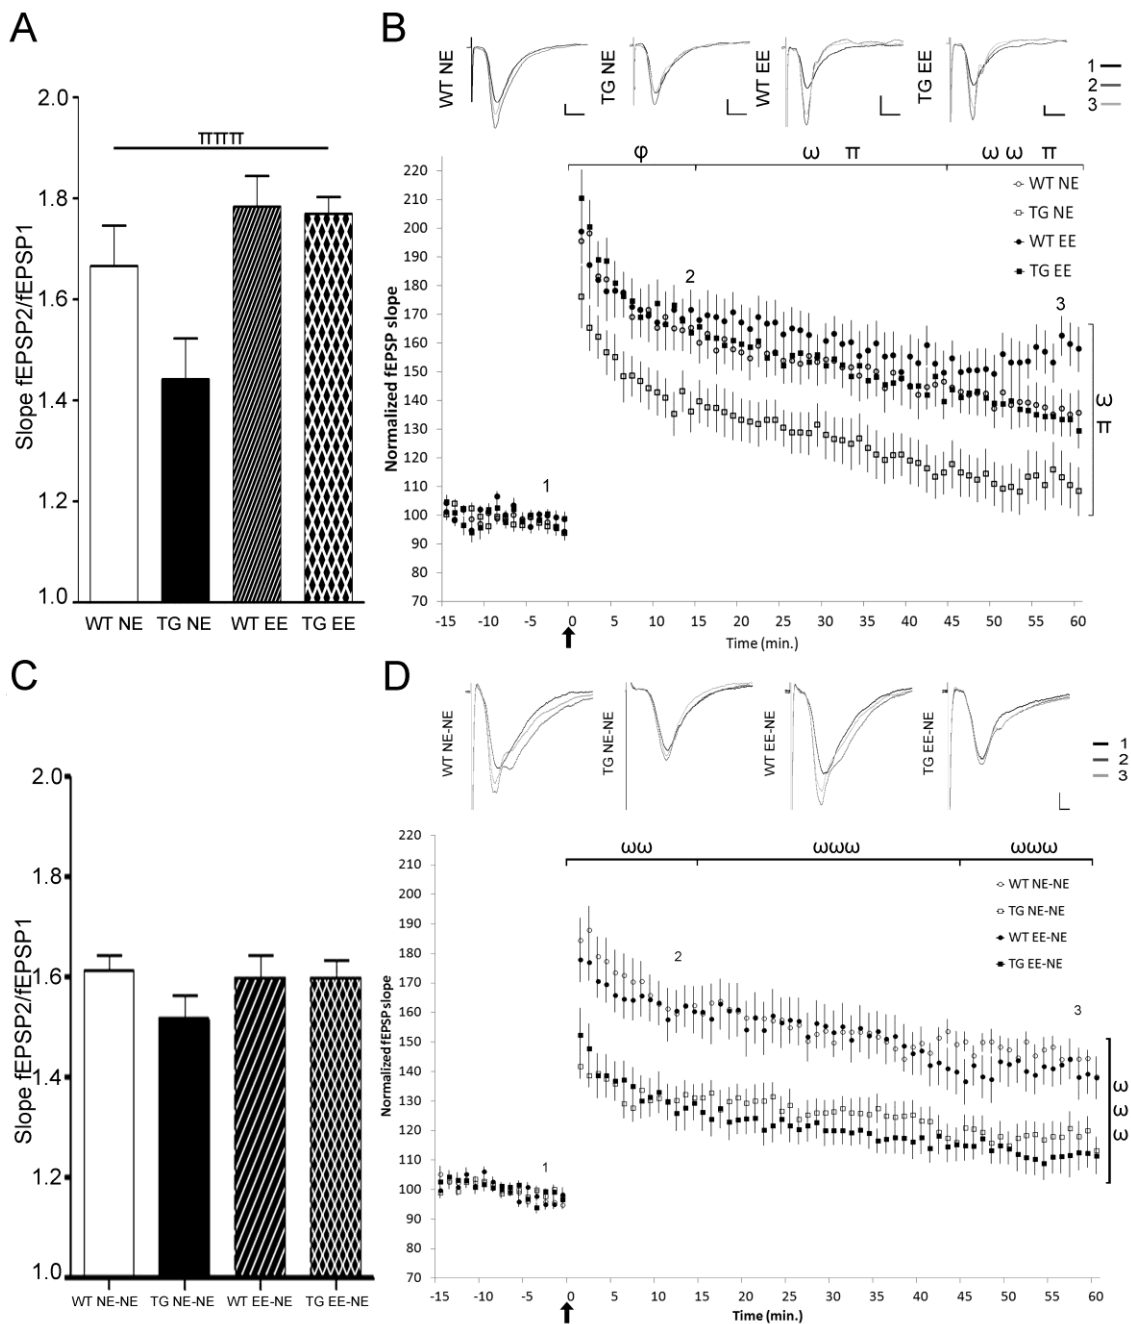 A
Slope fEPSP2/fEPSP1
2.0
1.8
1.6
1.4
1.2
1.0
πππ
WT NE
TG NE
WT EE
TG EE
B
WT NE
TG NE
WT EE
TG EE
1
2
3
φ
ω π
ω ω π
WT NE
TG NE
WT EE
TG EE
Normalized fEPSP slope
220
210
200
190
180
170
160
150
140
130
120
110
100
90
80
70
1
2
3
ω
π
-15 -10 -5 0 5 10 15 20 25 30 35 40 45 50 55 60
Time (min.)
C
Slope fEPSP2/fEPSP1
2.0
1.8
1.6
1.4
1.2
1.0
WT NE-NE
TG NE-NE
WT EE-NE
TG EE-NE
D
WT NE-NE
TG NE-NE
WT EE-NE
TG EE-NE
1
2
3
ωω
ωωω
ωωω
WT NE-NE
TG NE-NE
WT EE-NE
TG EE-NE
Normalized fEPSP slope
220
210
200
190
180
170
160
150
140
130
120
110
100
90
80
70
1
2
3
ω
ω
ω
-15 -10 -5 0 5 10 15 20 25 30 35 40 45 50 55 60
Time (min.)